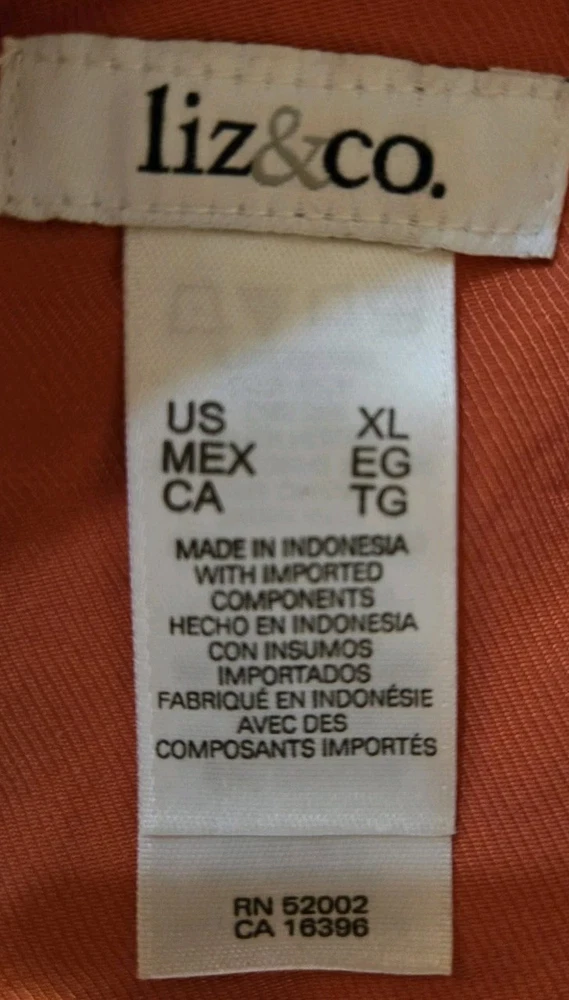 liz&co.
US XL
MEX EG
CA TG
MADE IN INDONESIA
WITH IMPORTED
COMPONENTS
HECHO EN INDONESIA
CON INSUMOS
IMPORTADOS
FABRIQUÉ EN INDONÉSIE
AVEC DES
COMPOSANTS IMPORTÉS
RN 52002
CA 16396